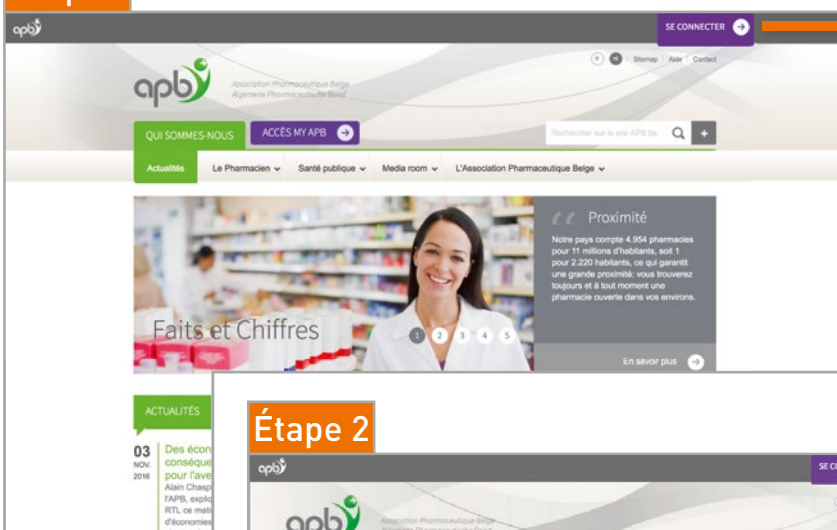 apb
SE CONNECTER
fr nl Sitemap Aide Contact
apb
Association Pharmaceutique Belge
Algemene Pharmaceutische Bond
QUI SOMMES-NOUS ACCÈS MY APB
Rechercher sur le site APB.be +
Actualités Le Pharmacien Santé publique Media room L'Association Pharmaceutique Belge
Proximité
Notre pays compte 4.954 pharmacies
pour 11 millions d'habitants, soit 1
pour 2.220 habitants, ce qui garantit
une grande proximité: vous trouverez
toujours et à tout moment une
pharmacie ouverte dans vos environs.
Faits et Chiffres
1 2 3 4 5
En savoir plus
ACTUALITÉS
03
NOV.
2016
Des écon
conséque
pour l'ave
Alain Chasp
l'APB, expliq
RTL ce mati
d'économies
Étape 2
apb
SE CO
apb
Association Pharmaceutique Belge